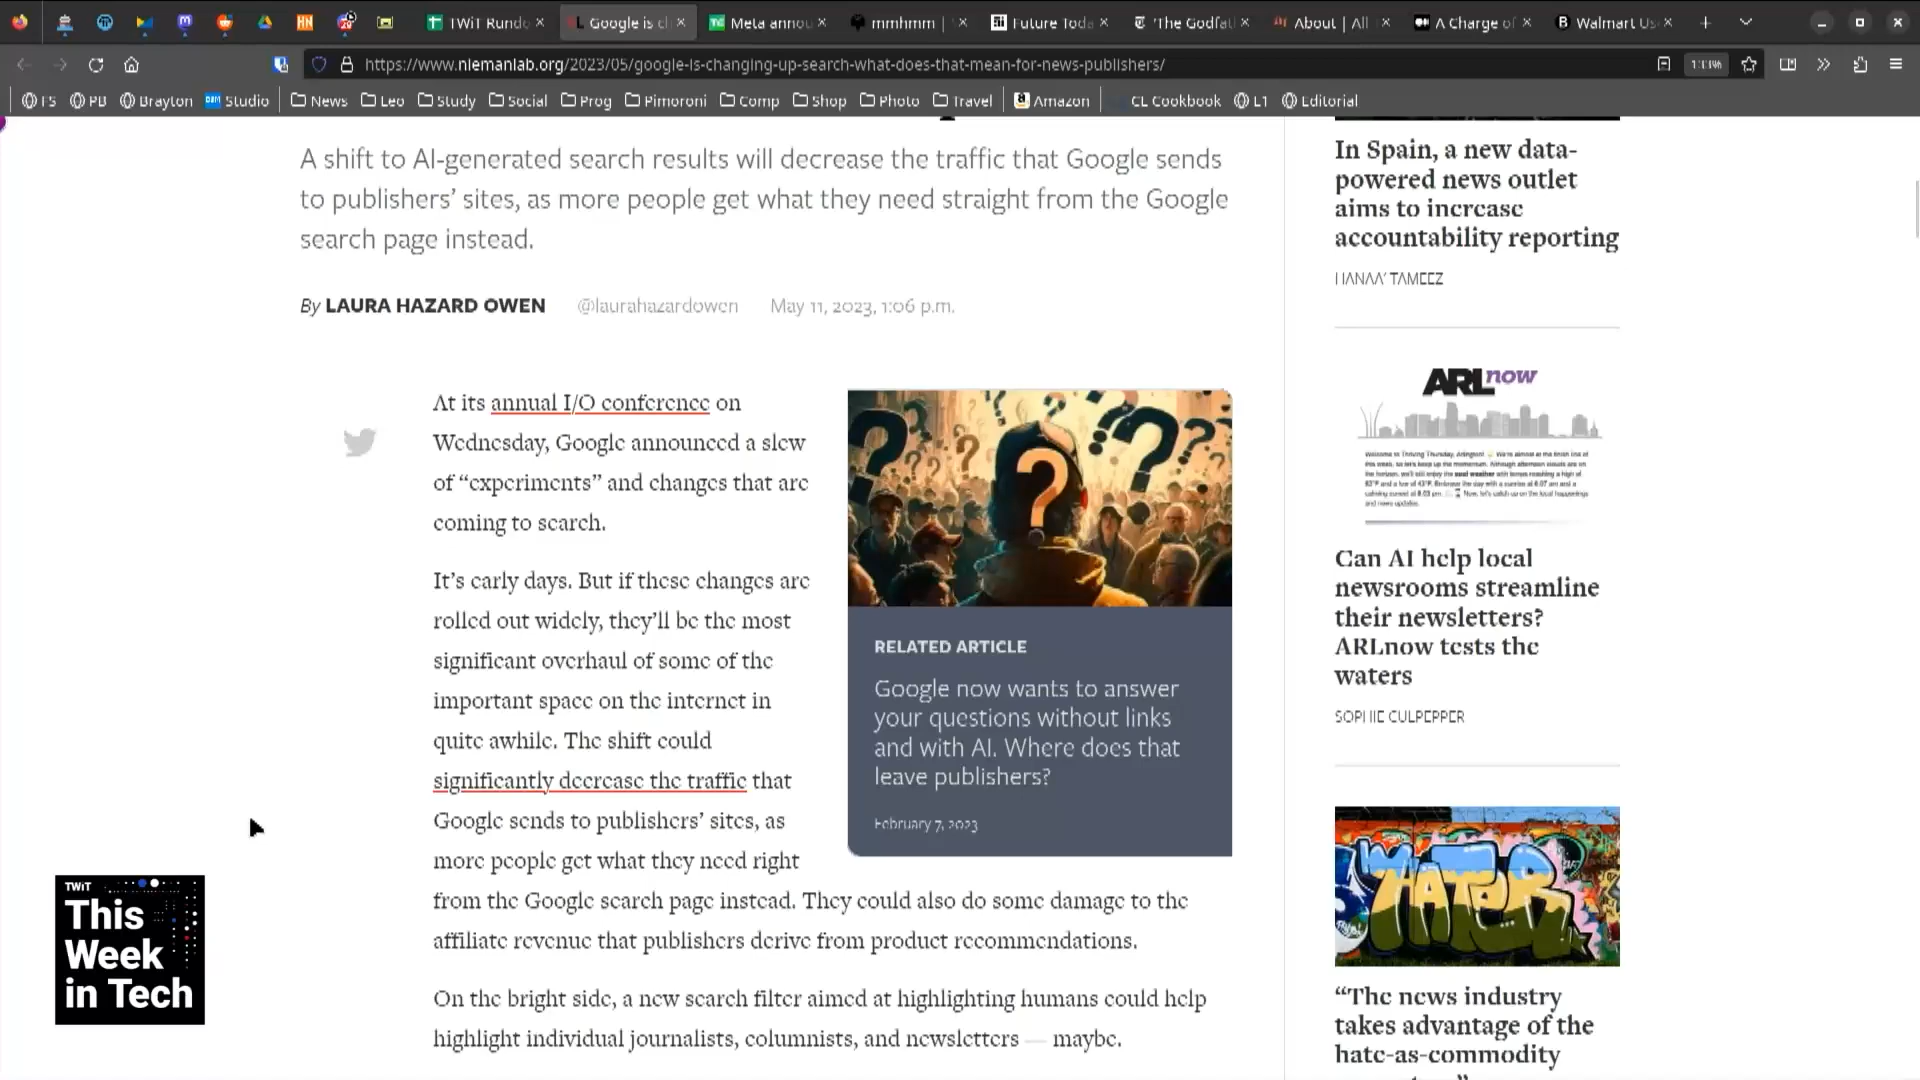 TWiT Rundo
Google is cl
Meta annou
mmhmm |
Future Toda
'The Godfat
About | All
A Charge of
Walmart Us
https://www.niemanlab.org/2023/05/google-is-changing-up-search-what-does-that-mean-for-news-publishers/
133%
FS PB Brayton Studio News Leo Study Social Prog Pimoroni Comp Shop Photo Travel Amazon CL Cookbook L1 Editorial
A shift to AI-generated search results will decrease the traffic that Google sends
to publishers’ sites, as more people get what they need straight from the Google
search page instead.
By LAURA HAZARD OWEN @laurahazardowen May 11, 2023, 1:06 p.m.
At its annual I/O conference on
Wednesday, Google announced a slew
of “experiments” and changes that are
coming to search.
It’s early days. But if these changes are
rolled out widely, they’ll be the most
significant overhaul of some of the
important space on the internet in
quite awhile. The shift could
significantly decrease the traffic that
Google sends to publishers’ sites, as
more people get what they need right
from the Google search page instead. They could also do some damage to the
affiliate revenue that publishers derive from product recommendations.
On the bright side, a new search filter aimed at highlighting humans could help
highlight individual journalists, columnists, and newsletters — maybe.
RELATED ARTICLE
Google now wants to answer
your questions without links
and with AI. Where does that
leave publishers?
February 7, 2023
In Spain, a new data-
powered news outlet
aims to increase
accountability reporting
HANAA' TAMEEZ
ARLnow
Can AI help local
newsrooms streamline
their newsletters?
ARLnow tests the
waters
SOPHIE CULPEPPER
HATER
“The news industry
takes advantage of the
hate-as-commodity
TWiT
This
Week
in Tech